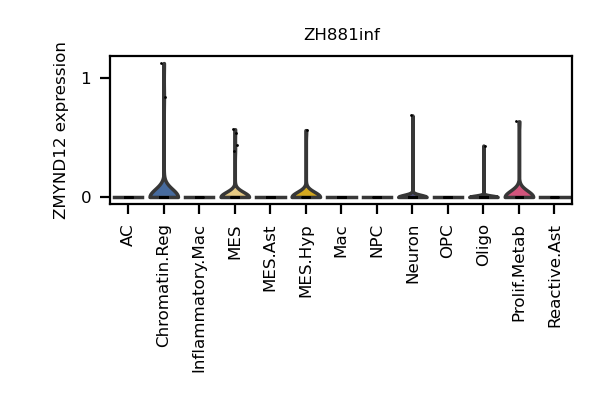 ZH881inf
ZMYND12 expression
1
0
AC
Chromatin.Reg
Inflammatory.Mac
MES
MES.Ast
MES.Hyp
Mac
NPC
Neuron
OPC
Oligo
Prolif.Metab
Reactive.Ast